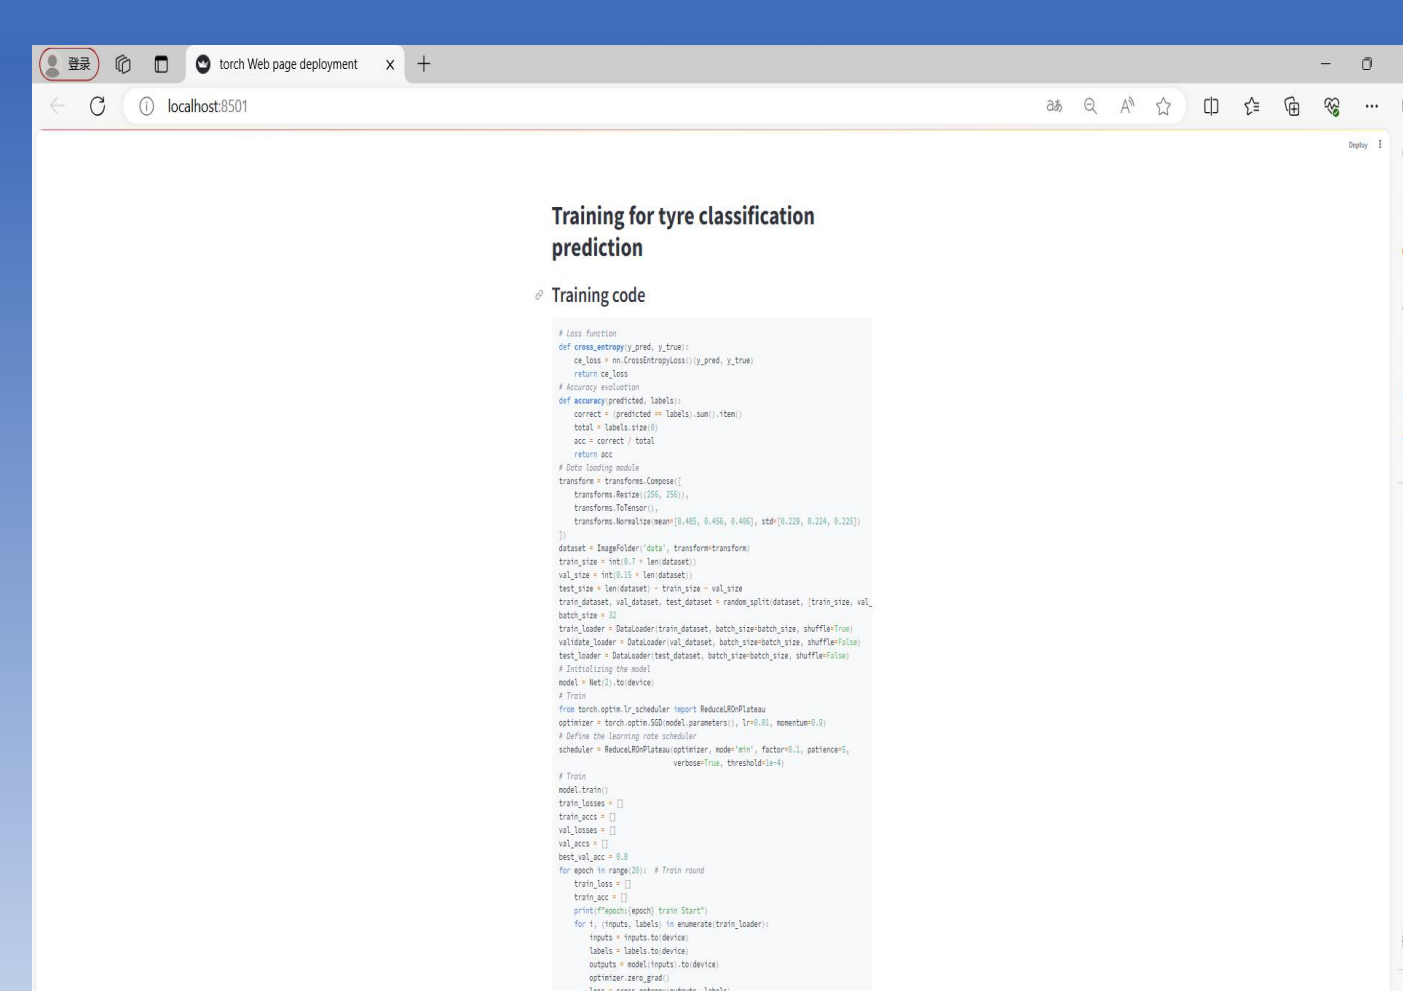 登录
torch Web page deployment
localhost:8501
aあ
Deploy
Training for tyre classification
prediction
Training code
# Loss function
def cross_entropy(y_pred, y_true):
    ce_loss = nn.CrossEntropyLoss()(y_pred, y_true)
    return ce_loss
# Accuracy evaluation
def accuracy(predicted, labels):
    correct = (predicted == labels).sum().item()
    total = labels.size(0)
    acc = correct / total
    return acc
# Data loading module
transform = transforms.Compose([
    transforms.Resize((256, 256)),
    transforms.ToTensor(),
    transforms.Normalize(mean=[0.485, 0.456, 0.406], std=[0.229, 0.224, 0.225])
])
dataset = ImageFolder('data', transform=transform)
train_size = int(0.7 * len(dataset))
val_size = int(0.15 * len(dataset))
test_size = len(dataset) - train_size - val_size
train_dataset, val_dataset, test_dataset = random_split(dataset, [train_size, val_
batch_size = 32
train_loader = DataLoader(train_dataset, batch_size=batch_size, shuffle=True)
validate_loader = DataLoader(val_dataset, batch_size=batch_size, shuffle=False)
test_loader = DataLoader(test_dataset, batch_size=batch_size, shuffle=False)
# Initializing the model
model = Net(2).to(device)
# Train
from torch.optim.lr_scheduler import ReduceLROnPlateau
optimizer = torch.optim.SGD(model.parameters(), lr=0.01, momentum=0.9)
# Define the learning rate scheduler
scheduler = ReduceLROnPlateau(optimizer, mode='min', factor=0.1, patience=5,
                              verbose=True, threshold=1e-4)
# Train
model.train()
train_losses = []
train_accs = []
val_losses = []
val_accs = []
best_val_acc = 0.0
for epoch in range(20):  # Train round
    train_loss = []
    train_acc = []
    print(f"epoch:{epoch} train Start")
    for i, (inputs, labels) in enumerate(train_loader):
        inputs = inputs.to(device)
        labels = labels.to(device)
        outputs = model(inputs).to(device)
        optimizer.zero_grad()
        loss = cross_entropy(outputs, labels)